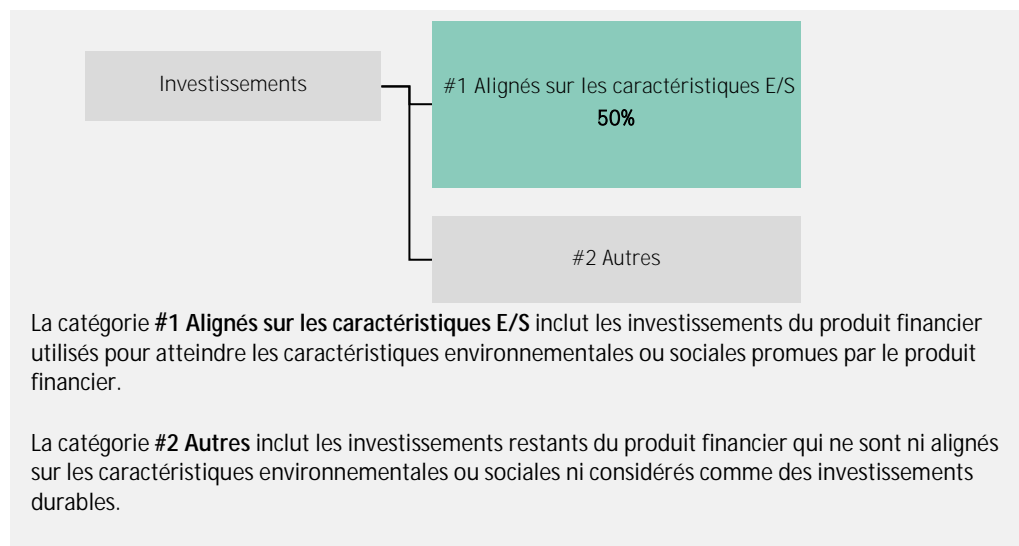 Investissements
#1 Alignés sur les caractéristiques E/S
50%
#2 Autres
La catégorie #1 Alignés sur les caractéristiques E/S inclut les investissements du produit financier
utilisés pour atteindre les caractéristiques environnementales ou sociales promues par le produit
financier.
La catégorie #2 Autres inclut les investissements restants du produit financier qui ne sont ni alignés
sur les caractéristiques environnementales ou sociales ni considérés comme des investissements
durables.